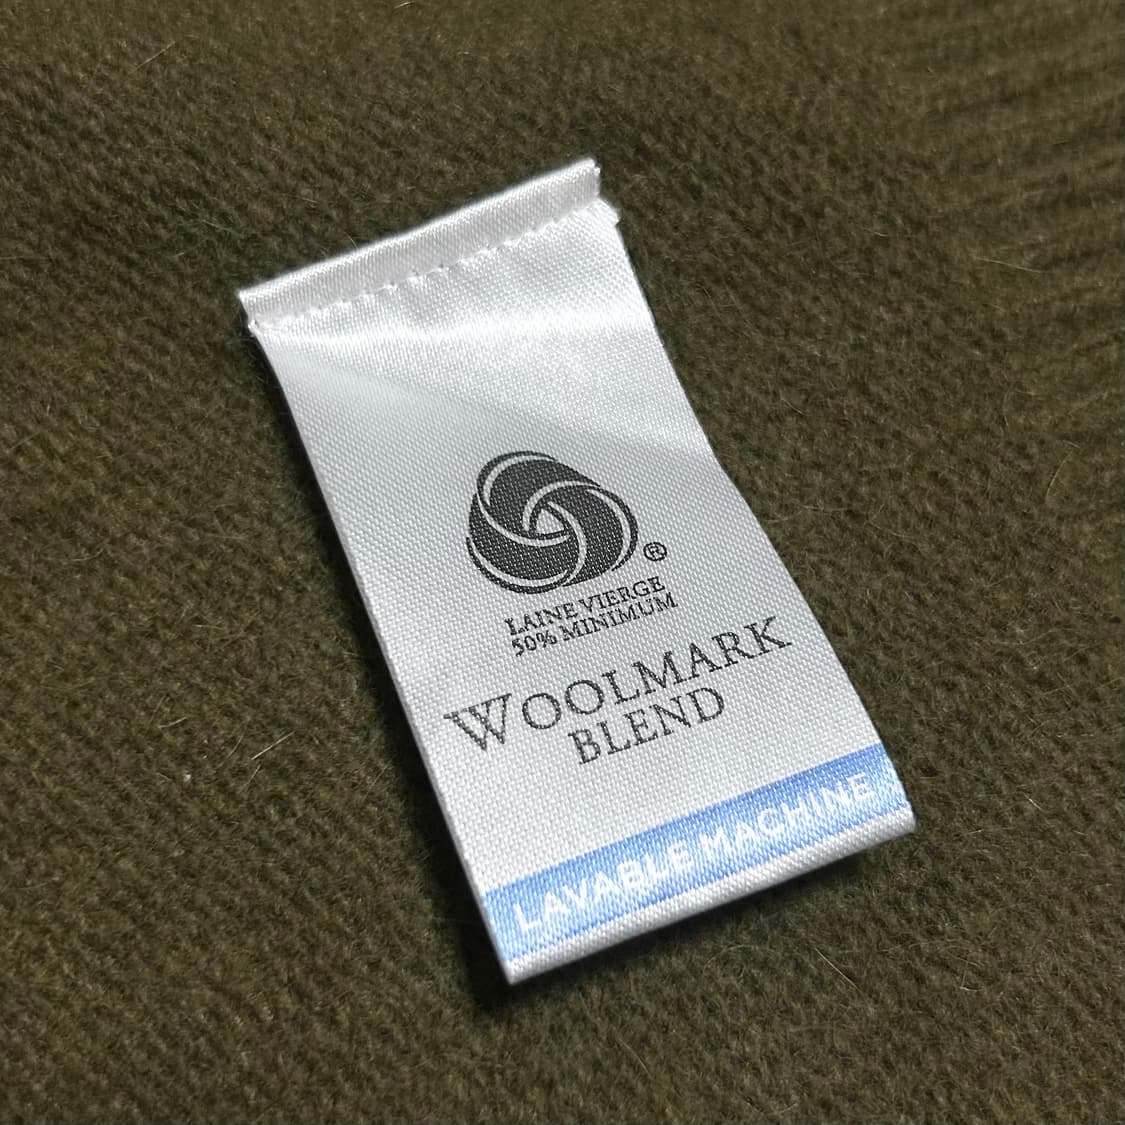 ®
LAINE VIERGE
50% MINIMUM
WOOLMARK
BLEND
LAVABLE MACHINE